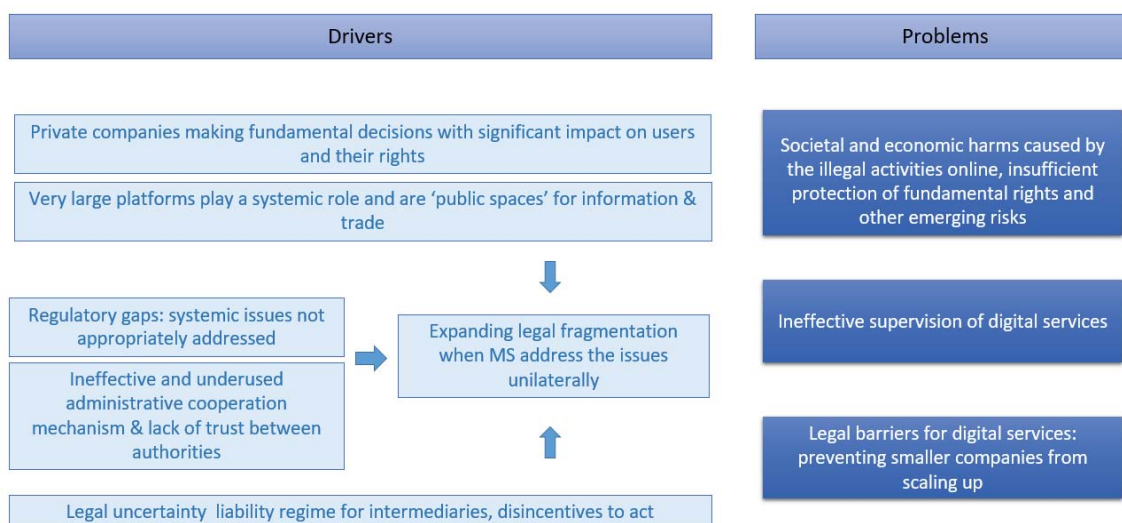 Drivers
Problems
Private companies making fundamental decisions with significant impact on users
and their rights
Very large platforms play a systemic role and are ‘public spaces’ for information &
trade
Regulatory gaps: systemic issues not
appropriately addressed
Ineffective and underused
administrative cooperation
mechanism & lack of trust between
authorities
Expanding legal fragmentation
when MS address the issues
unilaterally
Legal uncertainty liability regime for intermediaries, disincentives to act
Societal and economic harms caused by
the illegal activities online, insufficient
protection of fundamental rights and
other emerging risks
Ineffective supervision of digital services
Legal barriers for digital services:
preventing smaller companies from
scaling up